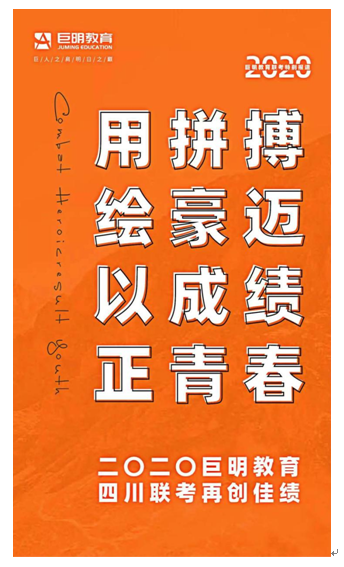 巨明教育
JUMING EDUCATION
巨人之肩 明日之巅
2020
用拼搏
绘豪迈
以成绩
正青春
Combat Heroicresult youth
二〇二〇巨明教育
四川联考再创佳绩